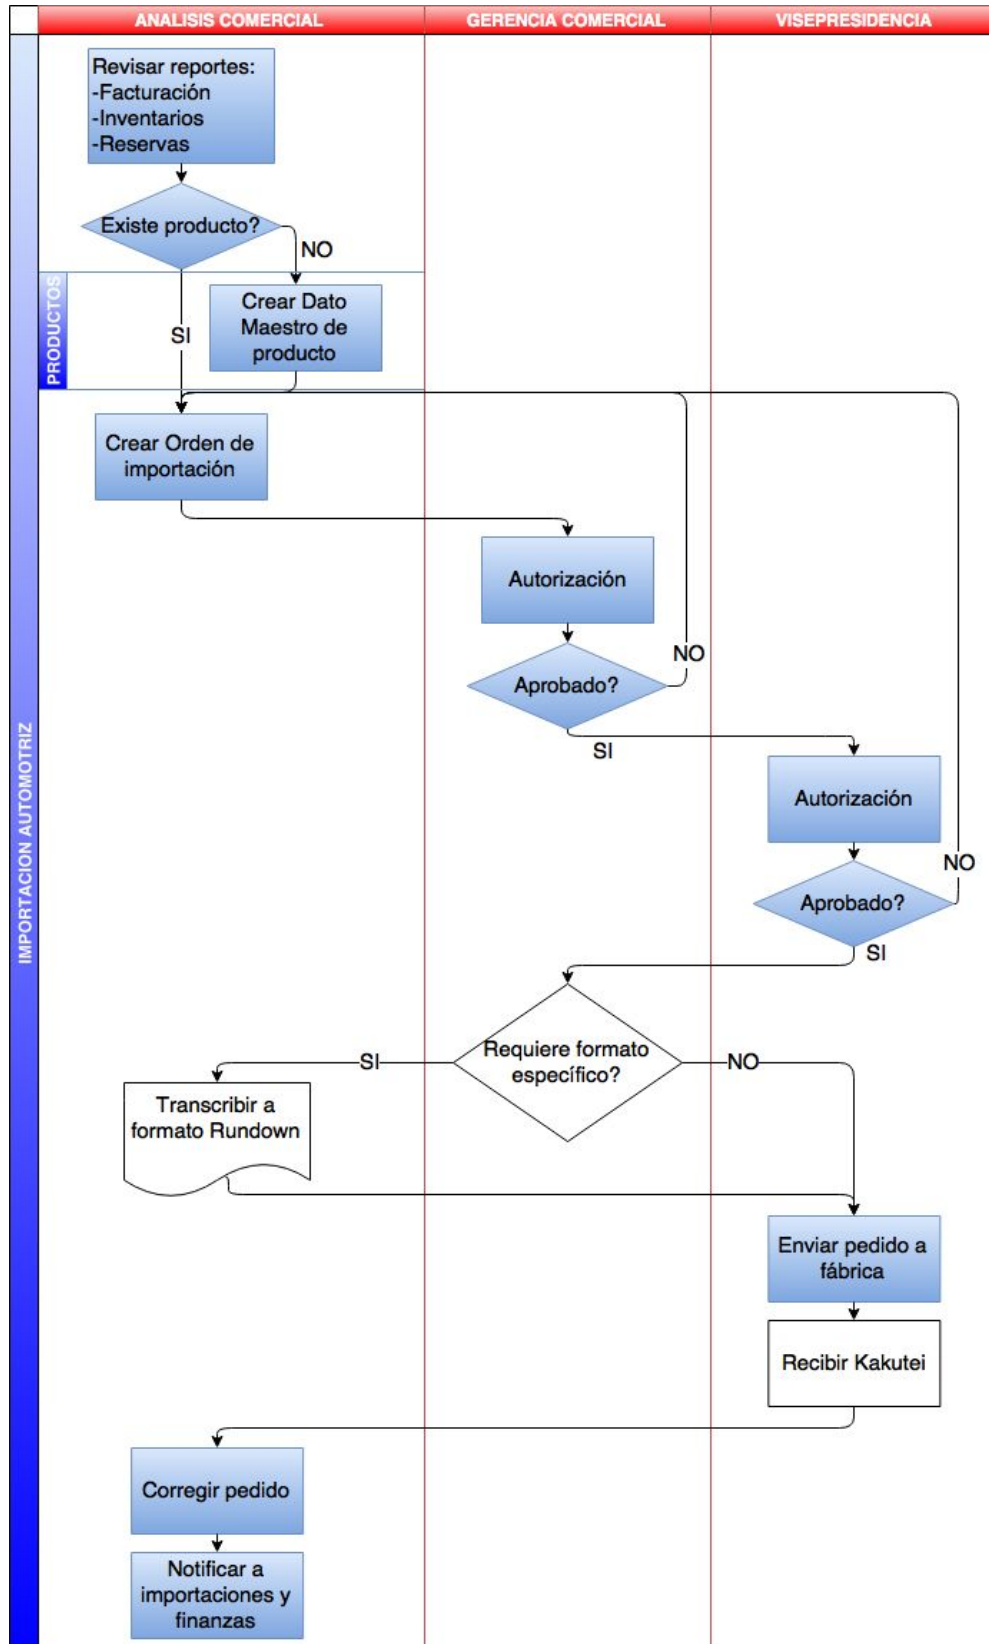 ANALISIS COMERCIAL
GERENCIA COMERCIAL
VISEPRESIDENCIA
IMPORTACION AUTOMOTRIZ
Revisar reportes:
-Facturación
-Inventarios
-Reservas
Existe producto?
NO
PRODUCTOS
SI
Crear Dato
Maestro de
producto
Crear Orden de
importación
Autorización
Aprobado?
NO
SI
Autorización
Aprobado?
NO
SI
Requiere formato
específico?
SI
NO
Transcribir a
formato Rundown
Enviar pedido a
fábrica
Recibir Kakutei
Corregir pedido
Notificar a
importaciones y
finanzas